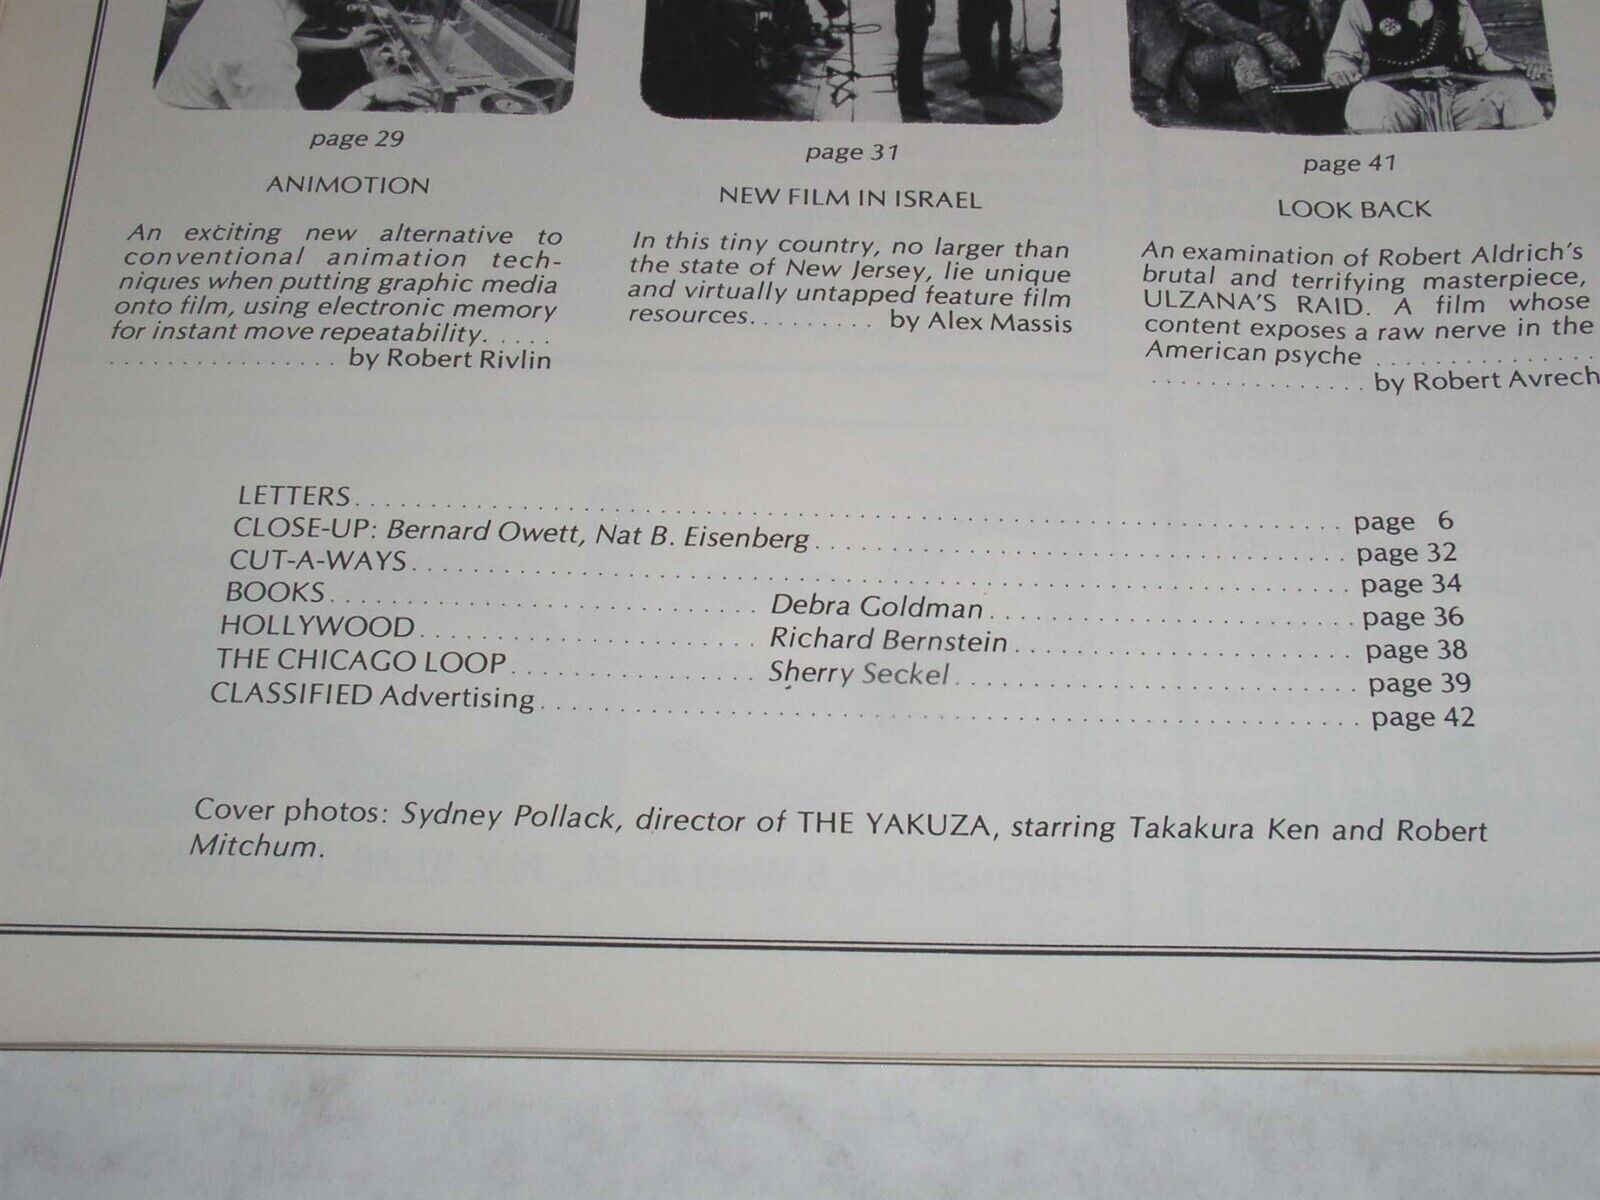 page 29
ANIMOTION
An exciting new alternative to
conventional animation tech-
niques when putting graphic media
onto film, using electronic memory
for instant move repeatability. . . . .
. . . . . . . . . . . . . . . . by Robert Rivlin
page 31
NEW FILM IN ISRAEL
In this tiny country, no larger than
the state of New Jersey, lie unique
and virtually untapped feature film
resources. . . . . . . . . by Alex Massis
page 41
LOOK BACK
An examination of Robert Aldrich's
brutal and terrifying masterpiece,
ULZANA'S RAID. A film whose
content exposes a raw nerve in the
American psyche . . . . . . . . . . . . . . .
. . . . . . . . . . . . . . . by Robert Avrech
LETTERS . . . . . . . . . . page 6
CLOSE-UP: Bernard Owett, Nat B. Eisenberg . . . . . . . . . . page 32
CUT-A-WAYS . . . . . . . . . . page 34
BOOKS . . . . . . . . . . Debra Goldman . . . . . . . . . . page 36
HOLLYWOOD . . . . . . . . . . Richard Bernstein . . . . . . . . . . page 38
THE CHICAGO LOOP . . . . . . . . . . Sherry Seckel . . . . . . . . . . page 39
CLASSIFIED Advertising . . . . . . . . . . page 42
Cover photos: Sydney Pollack, director of THE YAKUZA, starring Takakura Ken and Robert
Mitchum.